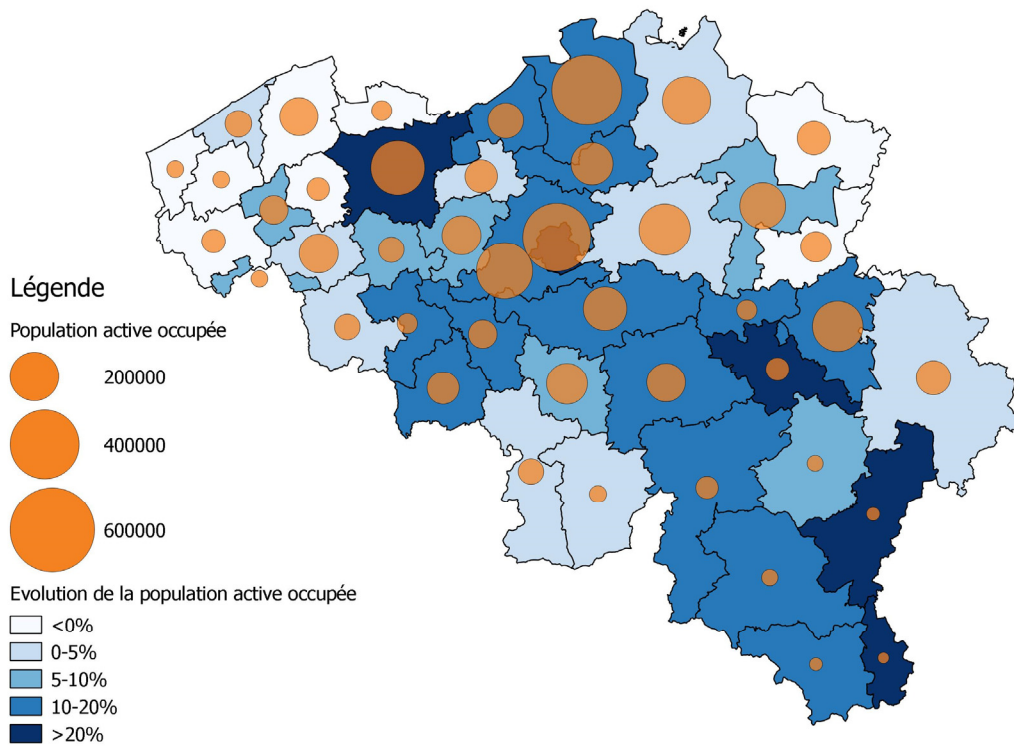 Légende
Population active occupée
200000
400000
600000
Evolution de la population active occupée
<0%
0-5%
5-10%
10-20%
>20%